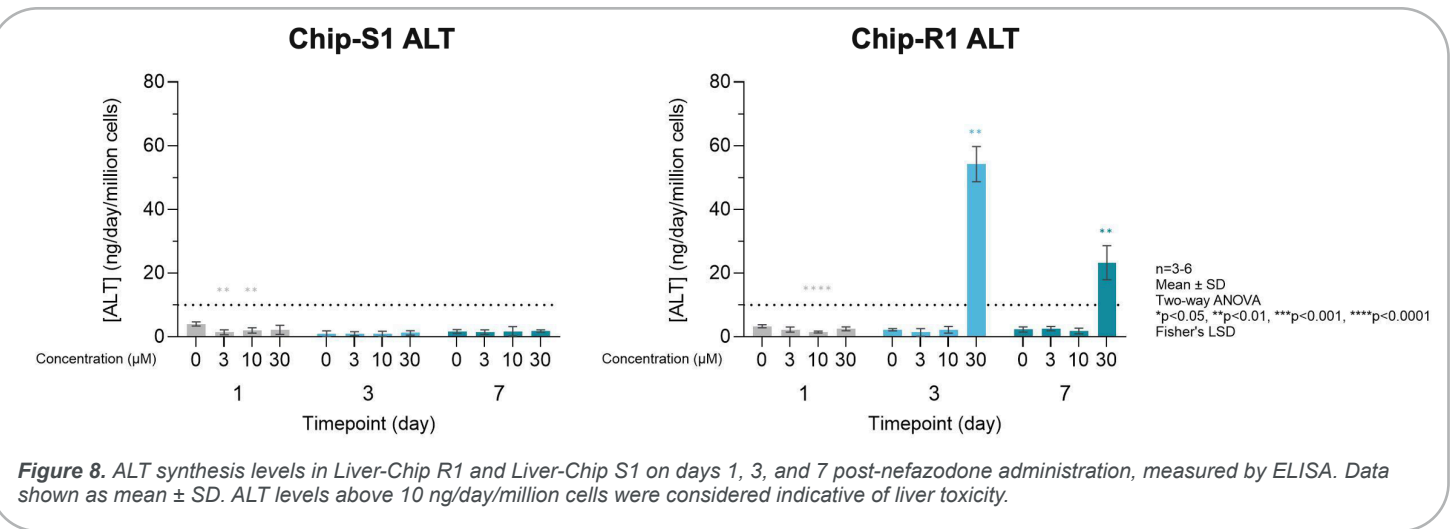 Chip-S1 ALT
[ALT] (ng/day/million cells)
80
60
40
20
0
** **
Concentration (µM) 0 3 10 30 0 3 10 30 0 3 10 30
1 3 7
Timepoint (day)
Chip-R1 ALT
[ALT] (ng/day/million cells)
80
60
40
20
0
**** ** **
Concentration (µM) 0 3 10 30 0 3 10 30 0 3 10 30
1 3 7
Timepoint (day)
n=3-6
Mean ± SD
Two-way ANOVA
*p<0.05, **p<0.01, ***p<0.001, ****p<0.0001
Fisher's LSD
Figure 8. ALT synthesis levels in Liver-Chip R1 and Liver-Chip S1 on days 1, 3, and 7 post-nefazodone administration, measured by ELISA. Data
shown as mean ± SD. ALT levels above 10 ng/day/million cells were considered indicative of liver toxicity.